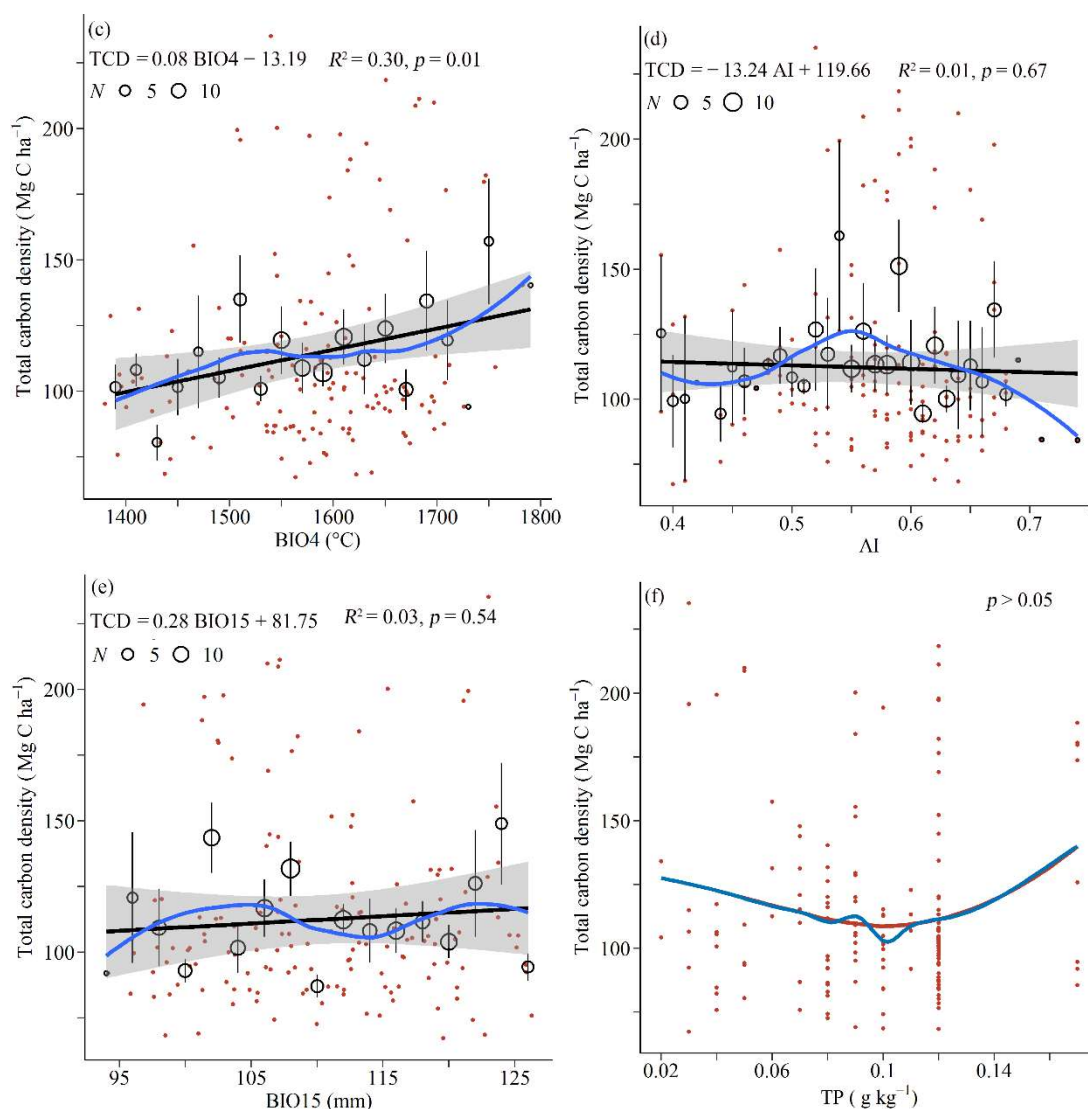 (c)
TCD = 0.08 BIO4 − 13.19 R² = 0.30, p = 0.01
N 5 10
Total carbon density (Mg C ha⁻¹)
200
150
100
1400 1500 1600 1700 1800
BIO4 (°C)
(d)
TCD = − 13.24 AI + 119.66 R² = 0.01, p = 0.67
N 5 10
Total carbon density (Mg C ha⁻¹)
200
150
100
0.4 0.5 0.6 0.7
AI
(e)
TCD = 0.28 BIO15 + 81.75 R² = 0.03, p = 0.54
N 5 10
Total carbon density (Mg C ha⁻¹)
200
150
100
95 105 115 125
BIO15 (mm)
(f)
p > 0.05
Total carbon density (Mg C ha⁻¹)
200
150
100
0.02 0.06 0.1 0.14
TP ( g kg⁻¹)